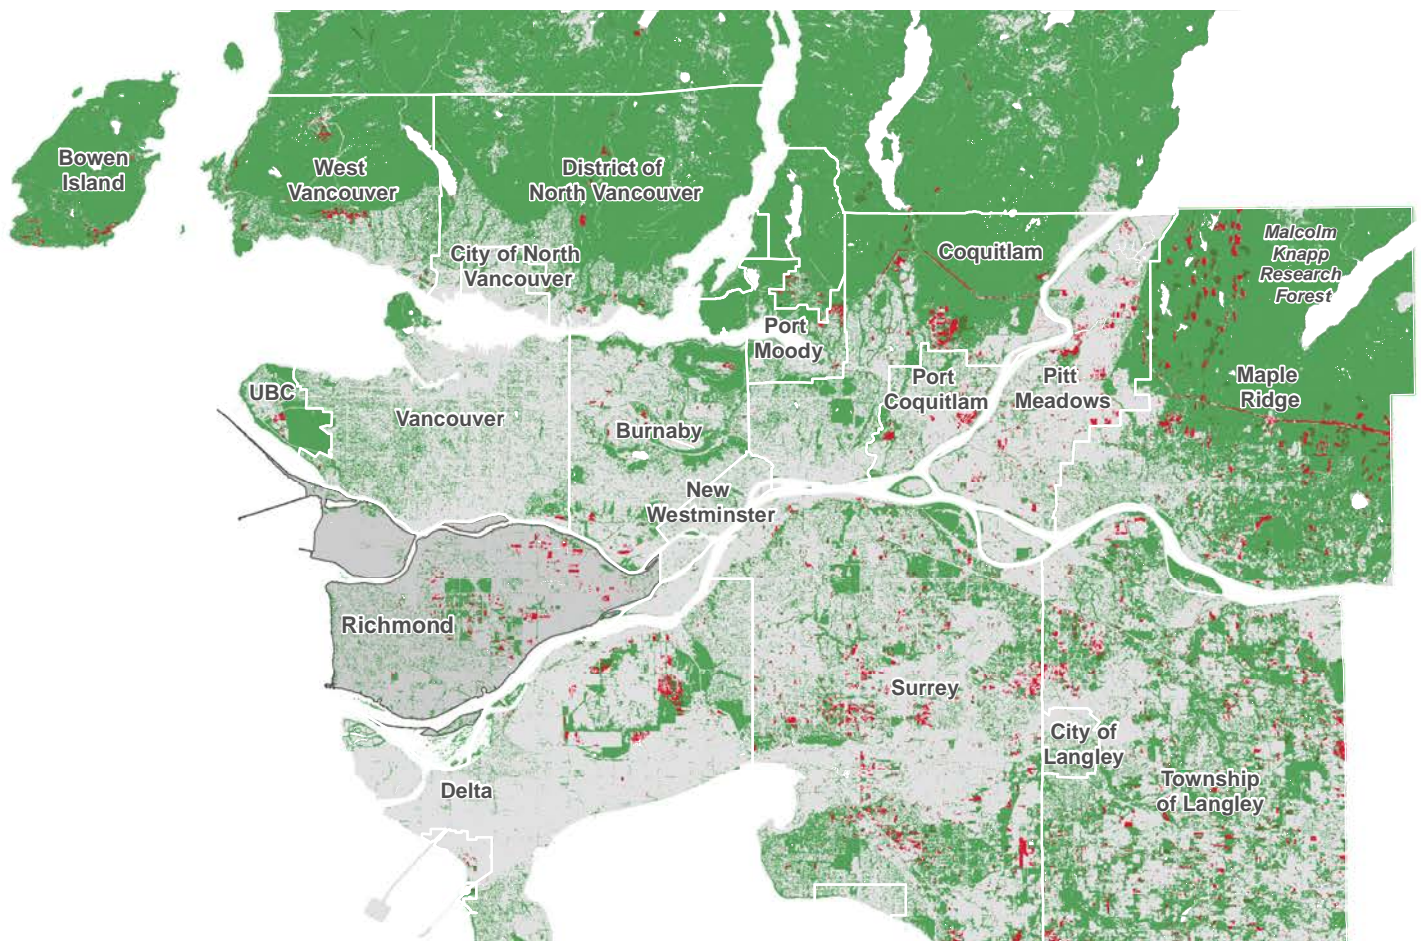 Bowen
Island
West
Vancouver
District of
North Vancouver
City of North
Vancouver
Coquitlam
Malcolm
Knapp
Research
Forest
Port
Moody
UBC
Vancouver
Burnaby
Port
Coquitlam
Pitt
Meadows
Maple
Ridge
New
Westminster
Richmond
Surrey
City of
Langley
Delta
Township
of Langley